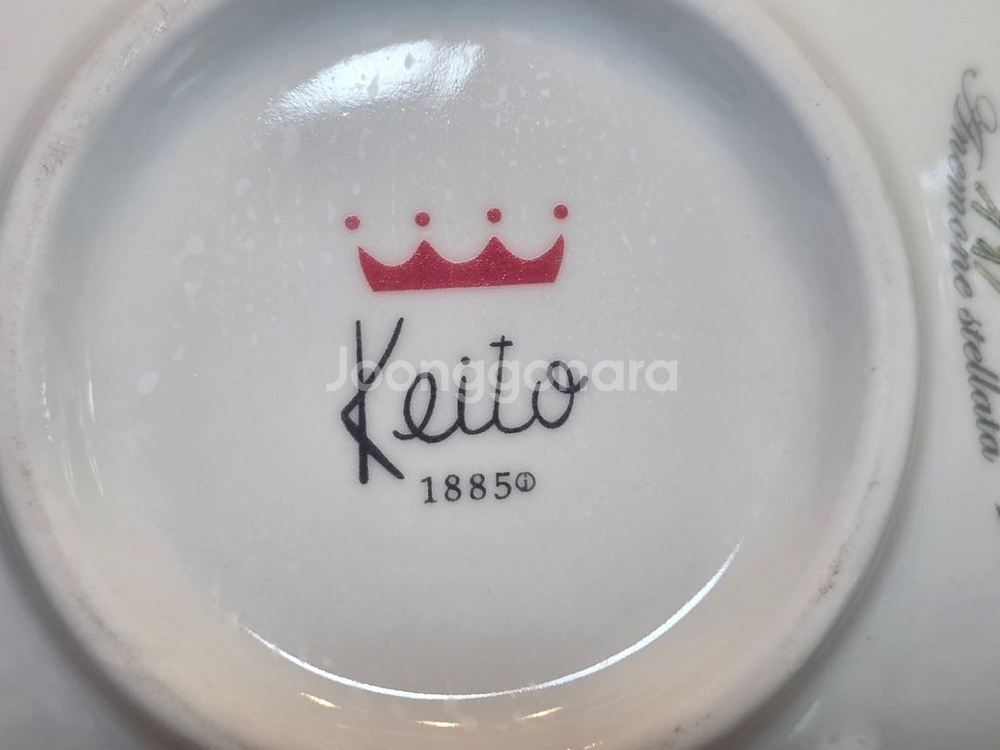 Keito
1885
Joonggonara
Anemone stellata